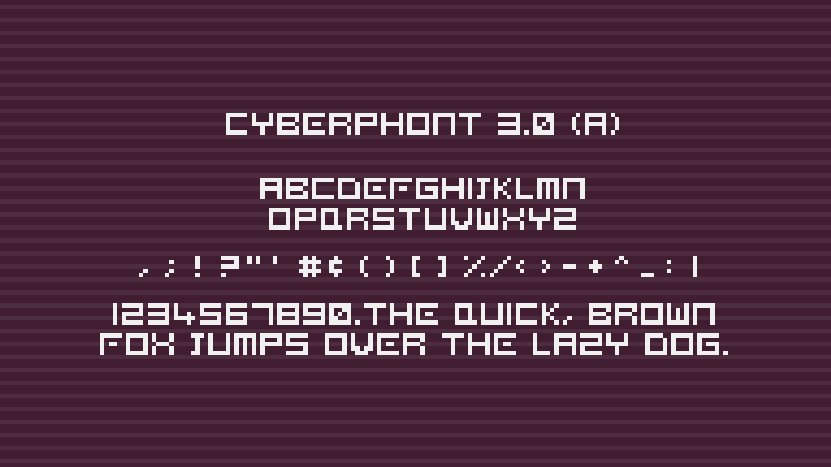 CYBERPHONT 3.0 (A)
ABCDEFGHIJKLMN
OPQRSTUVWXYZ
, ; ! ? " ' # ¢ ( ) [ ] % / < > - + ^ _ : |
1234567890.THE QUICK, BROWN
FOX JUMPS OVER THE LAZY DOG.